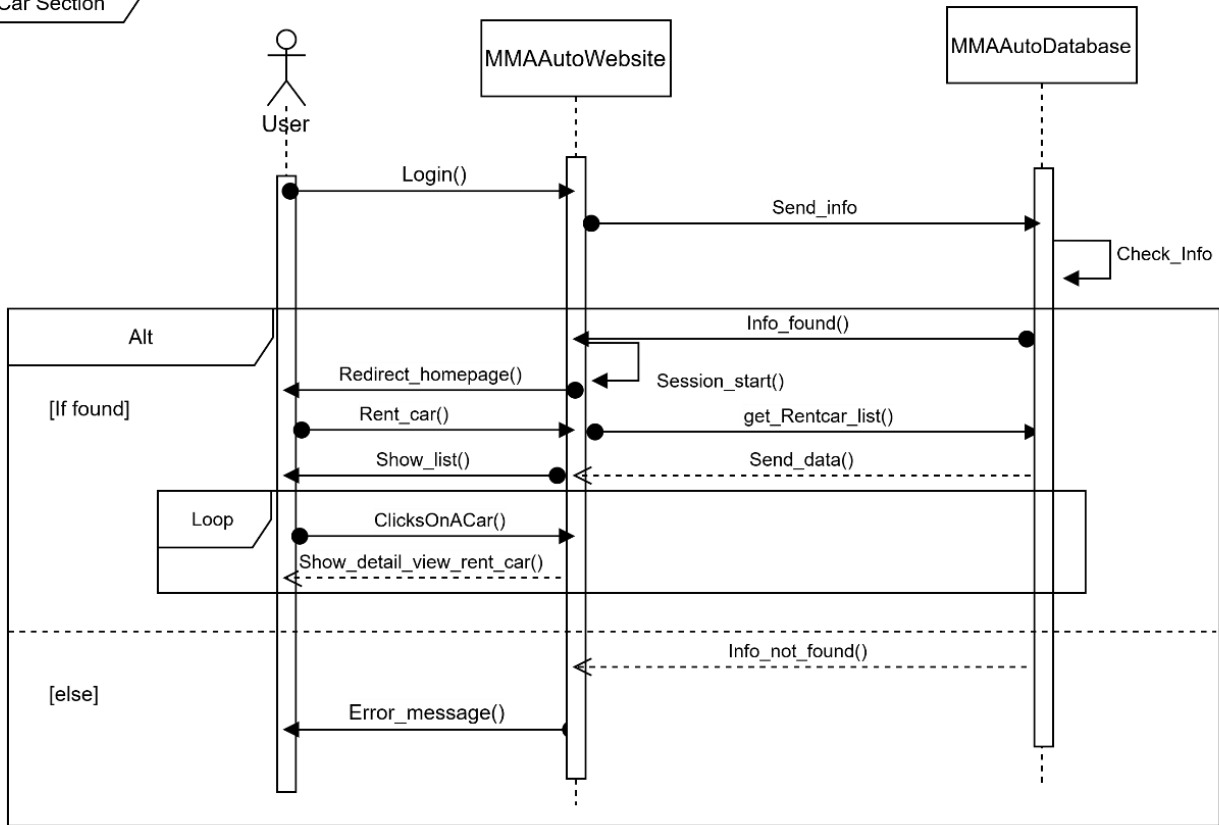 Car Section
User
MMAAutoWebsite
MMAAutoDatabase
Login()
Send_info
Check_Info
Alt
Info_found()
Session_start()
Redirect_homepage()
[If found]
Rent_car()
get_Rentcar_list()
Show_list()
Send_data()
Loop
ClicksOnACar()
Show_detail_view_rent_car()
Info_not_found()
[else]
Error_message()